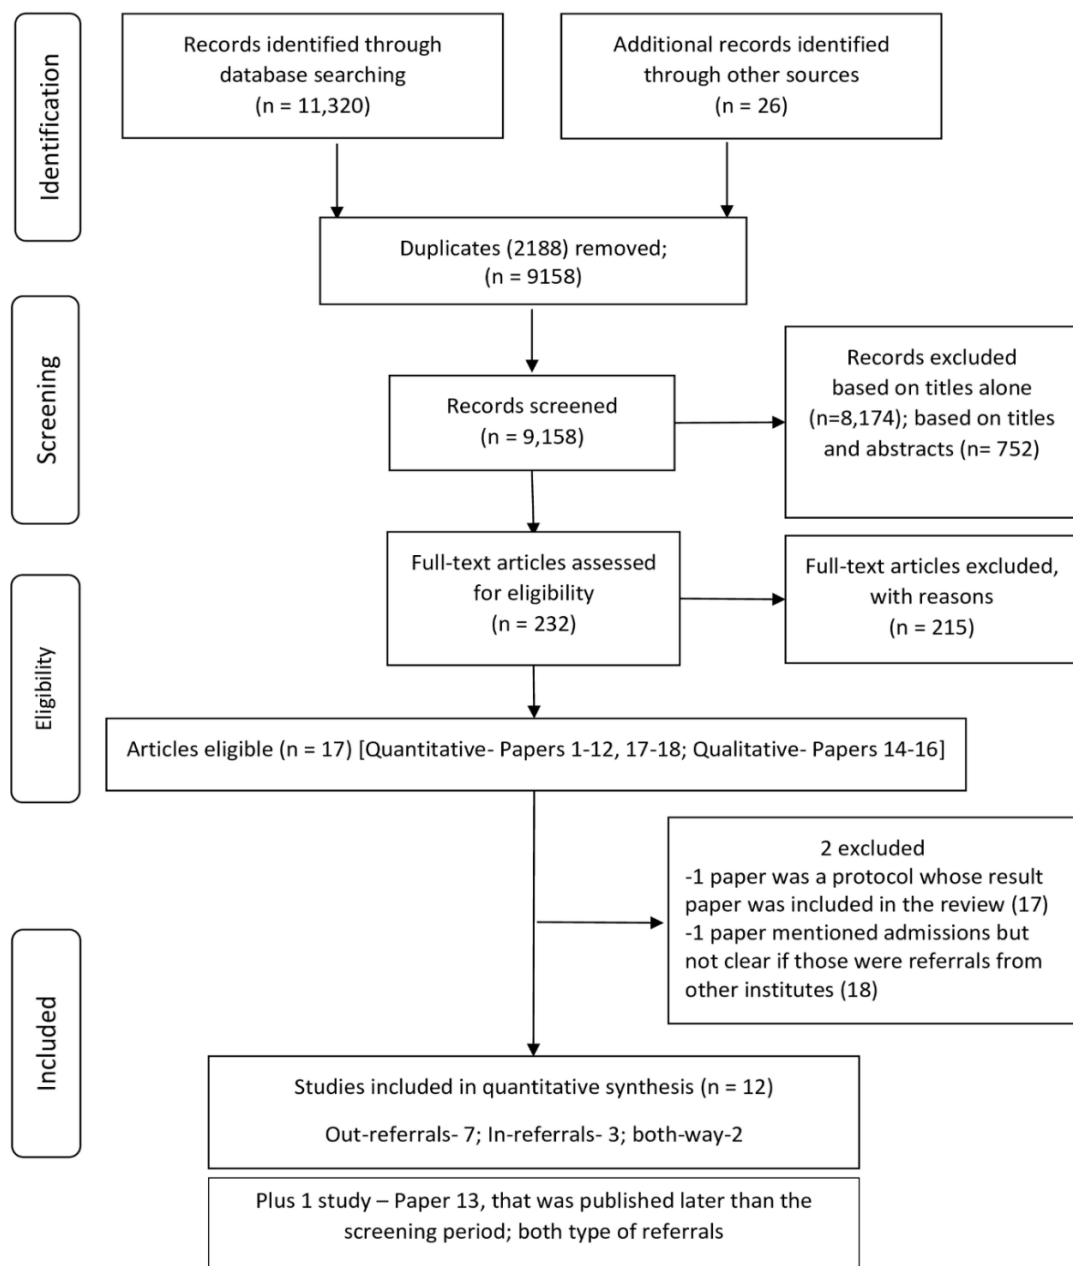 Identification
Records identified through
database searching
(n = 11,320)
Additional records identified
through other sources
(n = 26)
Duplicates (2188) removed;
(n = 9158)
Screening
Records screened
(n = 9,158)
Records excluded
based on titles alone
(n=8,174); based on titles
and abstracts (n= 752)
Eligibility
Full-text articles assessed
for eligibility
(n = 232)
Full-text articles excluded,
with reasons
(n = 215)
Articles eligible (n = 17) [Quantitative- Papers 1-12, 17-18; Qualitative- Papers 14-16]
2 excluded
-1 paper was a protocol whose result
paper was included in the review (17)
-1 paper mentioned admissions but
not clear if those were referrals from
other institutes (18)
Included
Studies included in quantitative synthesis (n = 12)
Out-referrals- 7; In-referrals- 3; both-way-2
Plus 1 study – Paper 13, that was published later than the
screening period; both type of referrals